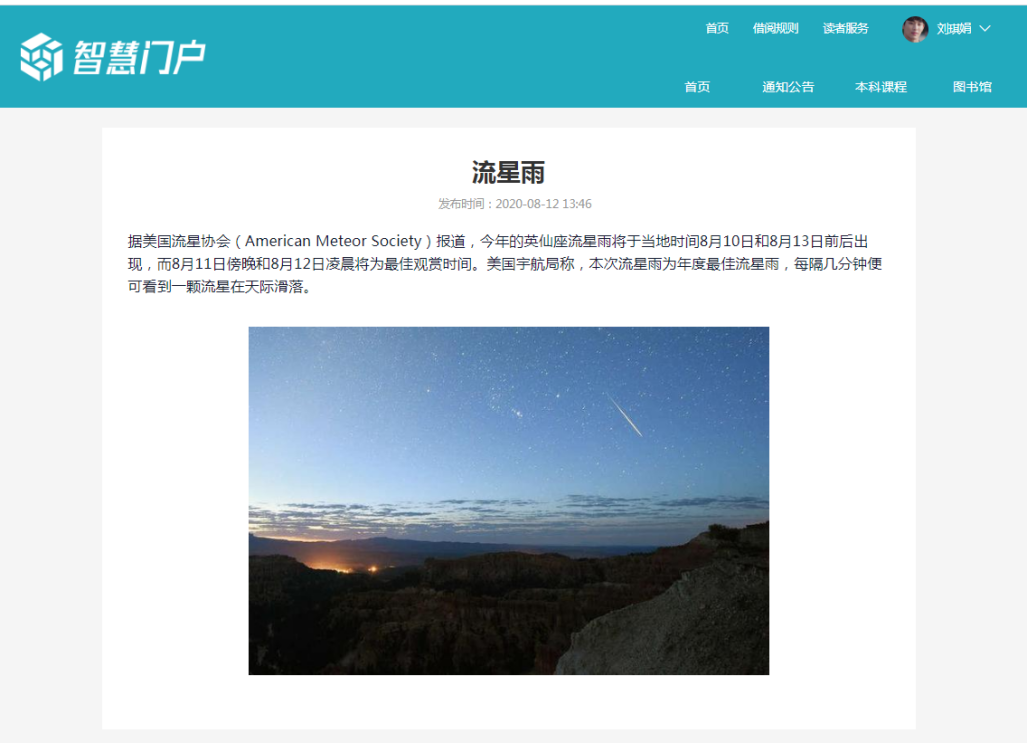 智慧门户
首页 借阅规则 读者服务 刘琪娟
首页 通知公告 本科课程 图书馆
流星雨
发布时间：2020-08-12 13:46
据美国流星协会（American Meteor Society）报道，今年的英仙座流星雨将于当地时间8月10日和8月13日前后出
现，而8月11日傍晚和8月12日凌晨将为最佳观赏时间。美国宇航局称，本次流星雨为年度最佳流星雨，每隔几分钟便
可看到一颗流星在天际滑落。